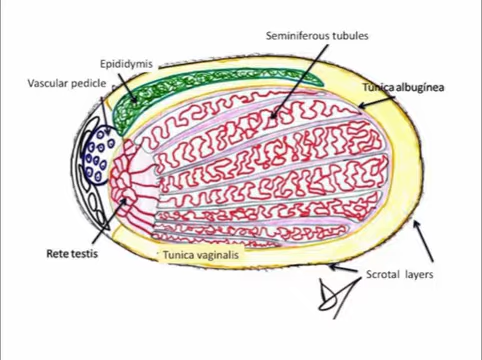 Seminiferous tubules
Epididymis
Vascular pedicle
Tunica albuginea
Rete testis
Tunica vaginalis
Scrotal layers